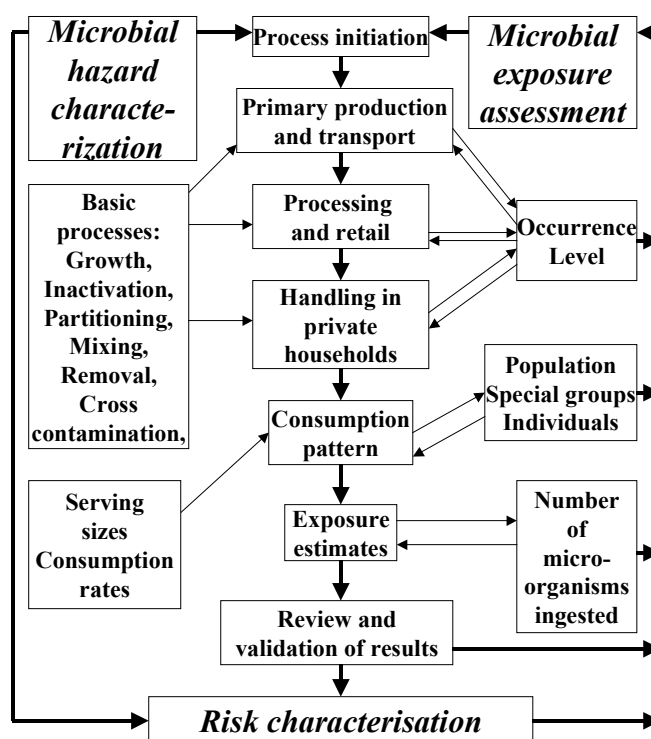 Microbial
hazard
characte-
rization
Process initiation
Microbial
exposure
assessment
Primary production
and transport
Basic
processes:
Growth,
Inactivation,
Partitioning,
Mixing,
Removal,
Cross
contamination,
Processing
and retail
Occurrence
Level
Handling in
private
households
Population
Special groups
Individuals
Consumption
pattern
Serving
sizes
Consumption
rates
Exposure
estimates
Number
of
micro-
organisms
ingested
Review and
validation of results
Risk characterisation